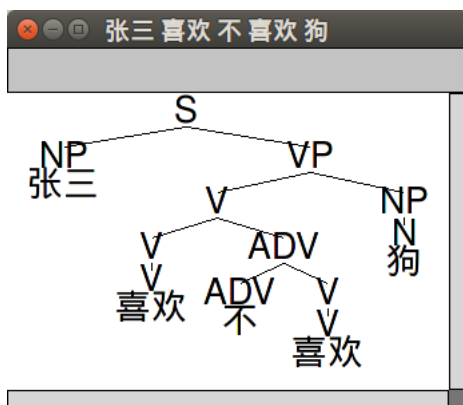 张三 喜欢 不 喜欢 狗
S
NP VP
张三
V NP
N
V ADV 狗
V ADV V
喜欢 不 V
喜欢